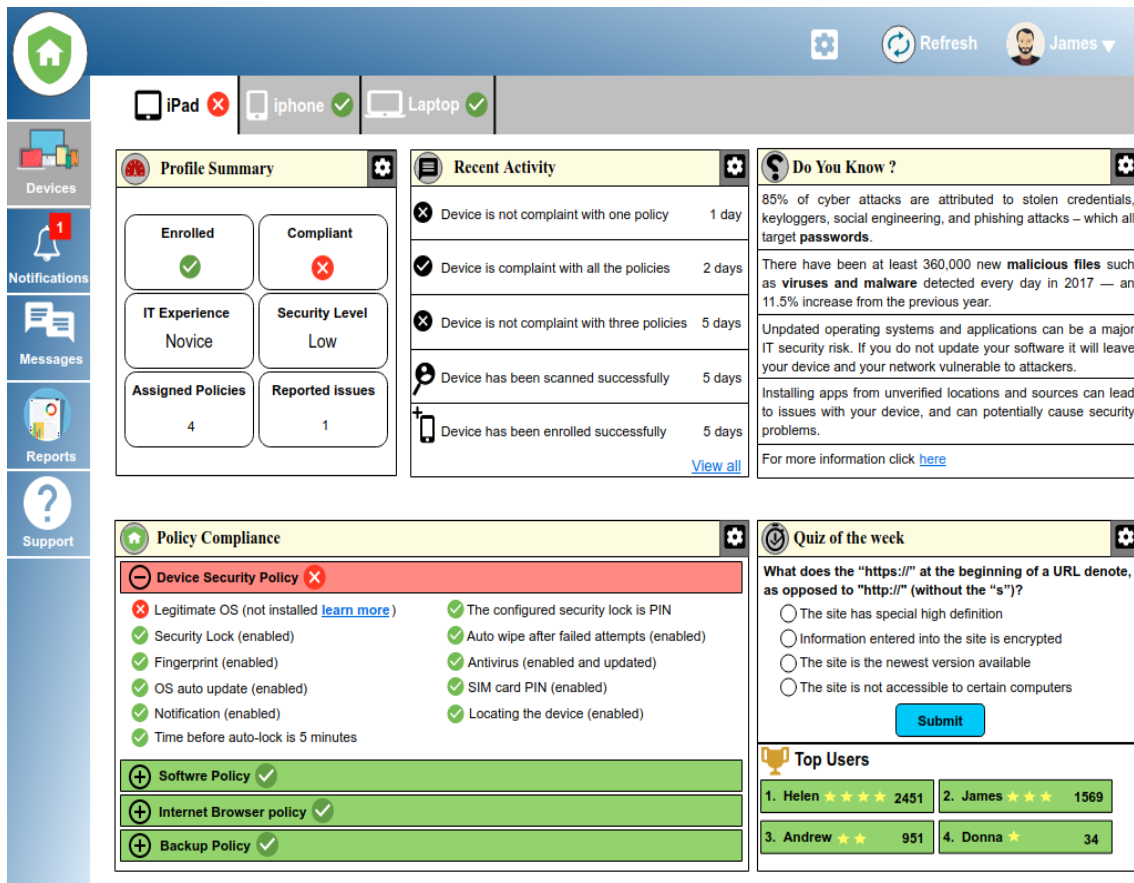 Refresh
James
iPad
iphone
Laptop
Devices
1
Notifications
Messages
Reports
Support
Profile Summary
Enrolled
Compliant
IT Experience
Novice
Security Level
Low
Assigned Policies
4
Reported issues
1
Recent Activity
Device is not complaint with one policy 1 day
Device is complaint with all the policies 2 days
Device is not complaint with three policies 5 days
Device has been scanned successfully 5 days
Device has been enrolled successfully 5 days
View all
Do You Know ?
85% of cyber attacks are attributed to stolen credentials,
keyloggers, social engineering, and phishing attacks – which all
target passwords.
There have been at least 360,000 new malicious files such
as viruses and malware detected every day in 2017 — an
11.5% increase from the previous year.
Unpdated operating systems and applications can be a major
IT security risk. If you do not update your software it will leave
your device and your network vulnerable to attackers.
Installing apps from unverified locations and sources can lead
to issues with your device, and can potentially cause security
problems.
For more information click here
Policy Compliance
Device Security Policy
Legitimate OS (not installed learn more )
Security Lock (enabled)
Fingerprint (enabled)
OS auto update (enabled)
Notification (enabled)
Time before auto-lock is 5 minutes
The configured security lock is PIN
Auto wipe after failed attempts (enabled)
Antivirus (enabled and updated)
SIM card PIN (enabled)
Locating the device (enabled)
Softwre Policy
Internet Browser policy
Backup Policy
Quiz of the week
What does the “https://” at the beginning of a URL denote,
as opposed to "http://" (without the “s”)?
The site has special high definition
Information entered into the site is encrypted
The site is the newest version available
The site is not accessible to certain computers
Submit
Top Users
1. Helen 2451
2. James 1569
3. Andrew 951
4. Donna 34